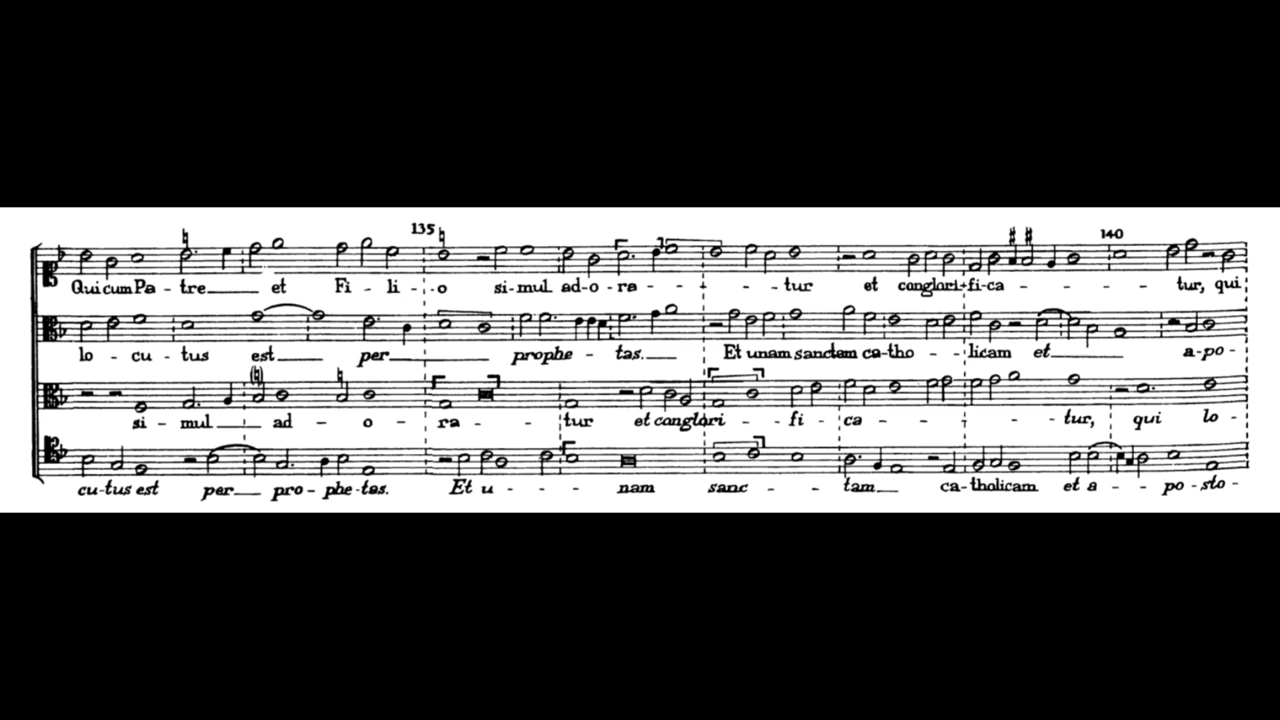 135 140
Qui cum Pa - tre et Fi - li - o si - mul ad - o - ra - tur et conglori - fi - ca - tur, qui
lo - cu - tus est per prophe - tas. Et unam sanctam ca - tho - licam et a - po -
si - mul ad - o - ra - tur et conglori - fi - ca - tur, qui lo -
cu - tus est per pro - phe - tas. Et u - nam sanc - tam ca - tholicam et a - po - sto -